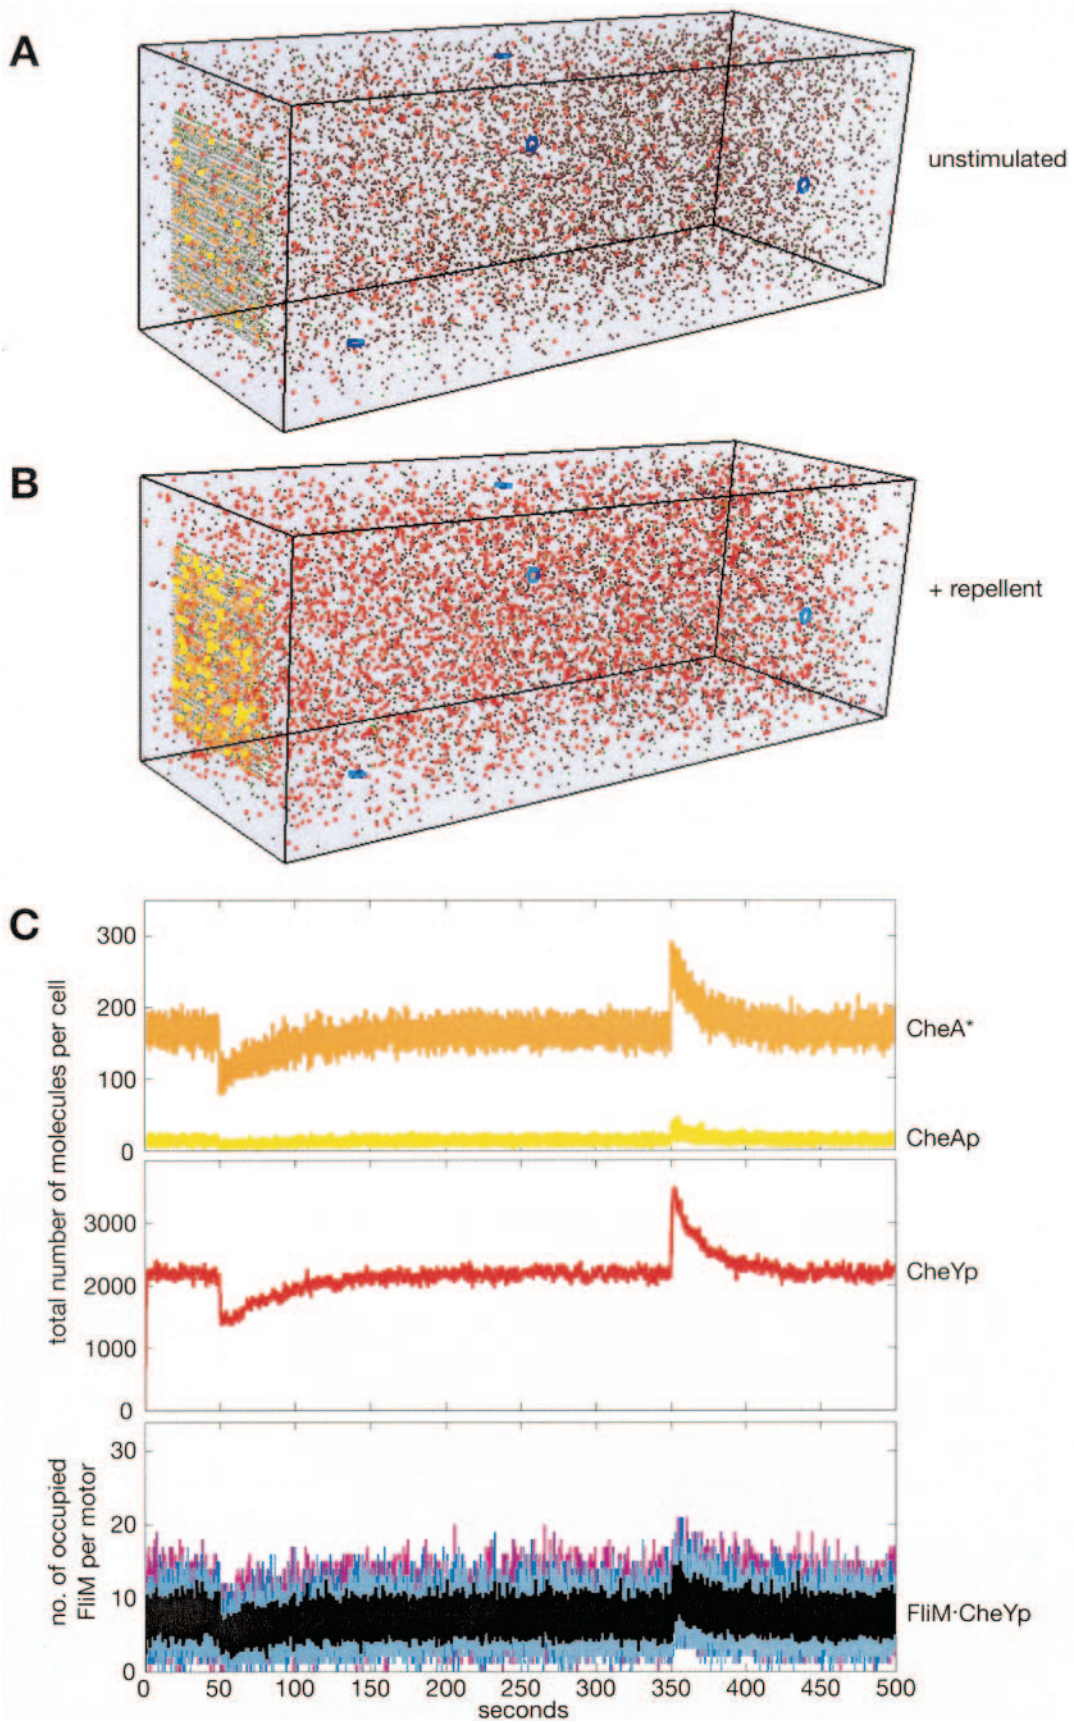 A
unstimulated
B
+ repellent
C
total number of molecules per cell
300
200
100
0
CheA*
CheAp
3000
2000
1000
0
CheYp
no. of occupied
FliM per motor
30
20
10
0
FliM·CheYp
0 50 100 150 200 250 300 350 400 450 500
seconds